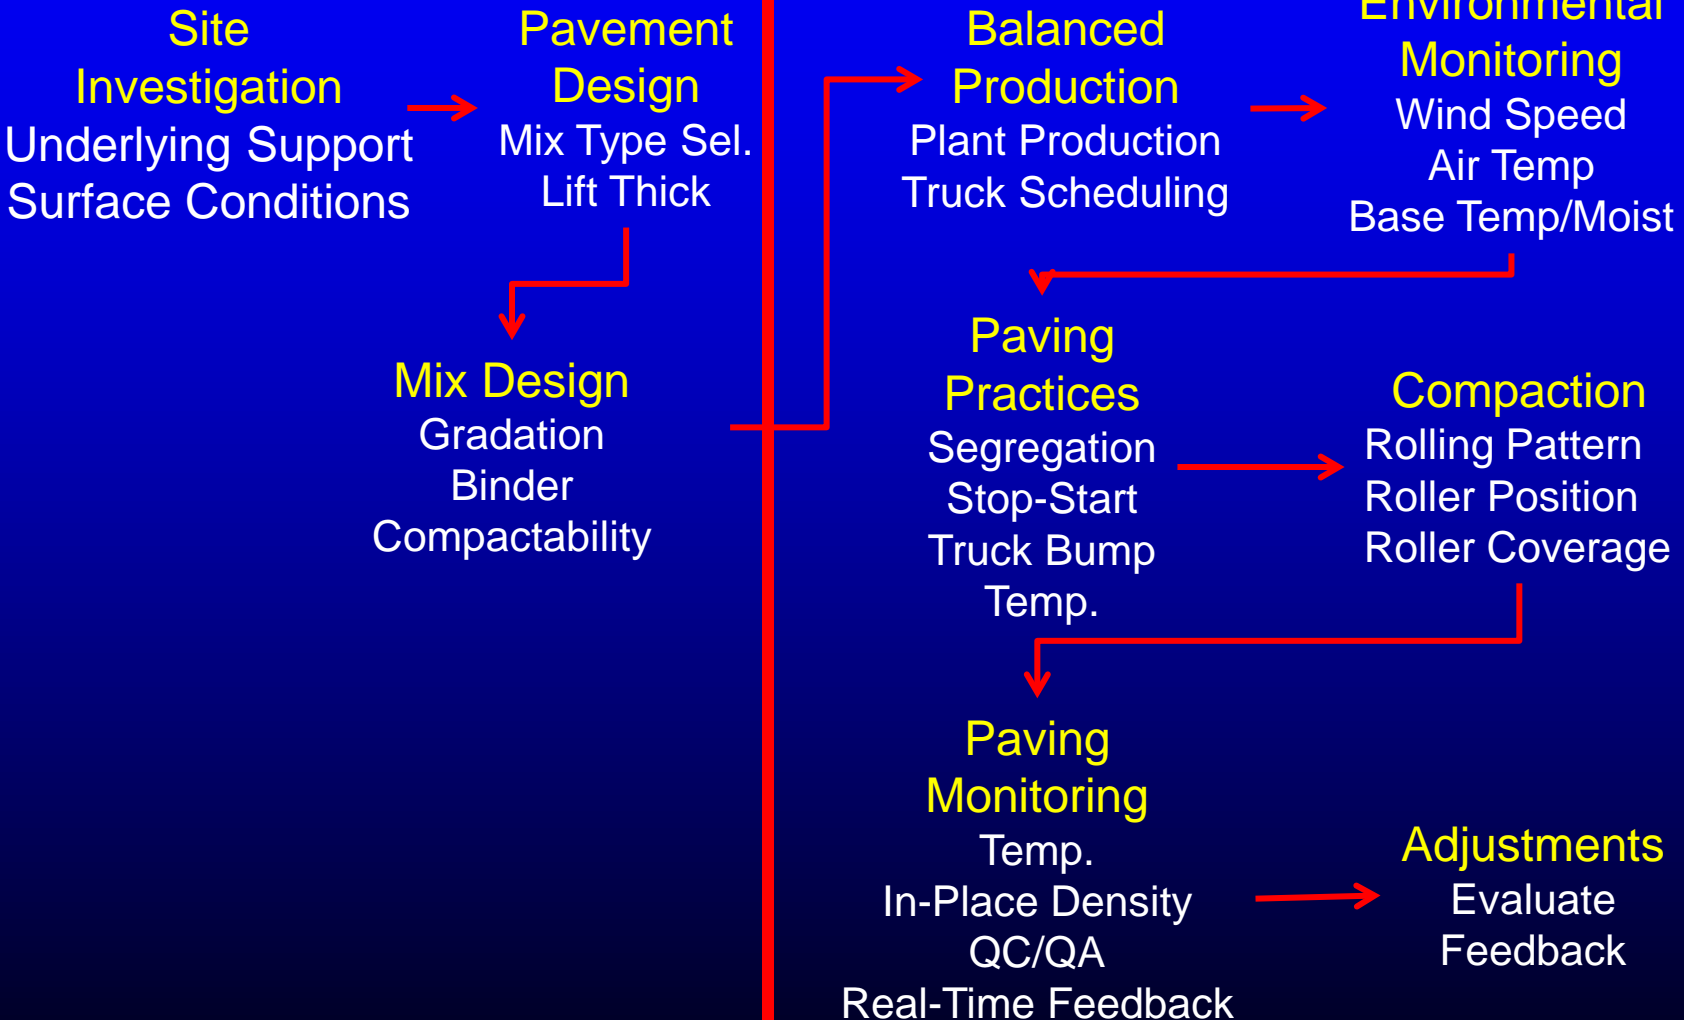 Site
Investigation
Underlying Support
Surface Conditions
Pavement
Design
Mix Type Sel.
Lift Thick
Mix Design
Gradation
Binder
Compactability
Balanced
Production
Plant Production
Truck Scheduling
Environmental
Monitoring
Wind Speed
Air Temp
Base Temp/Moist
Paving
Practices
Segregation
Stop-Start
Truck Bump
Temp.
Compaction
Rolling Pattern
Roller Position
Roller Coverage
Paving
Monitoring
Temp.
In-Place Density
QC/QA
Real-Time Feedback
Adjustments
Evaluate
Feedback